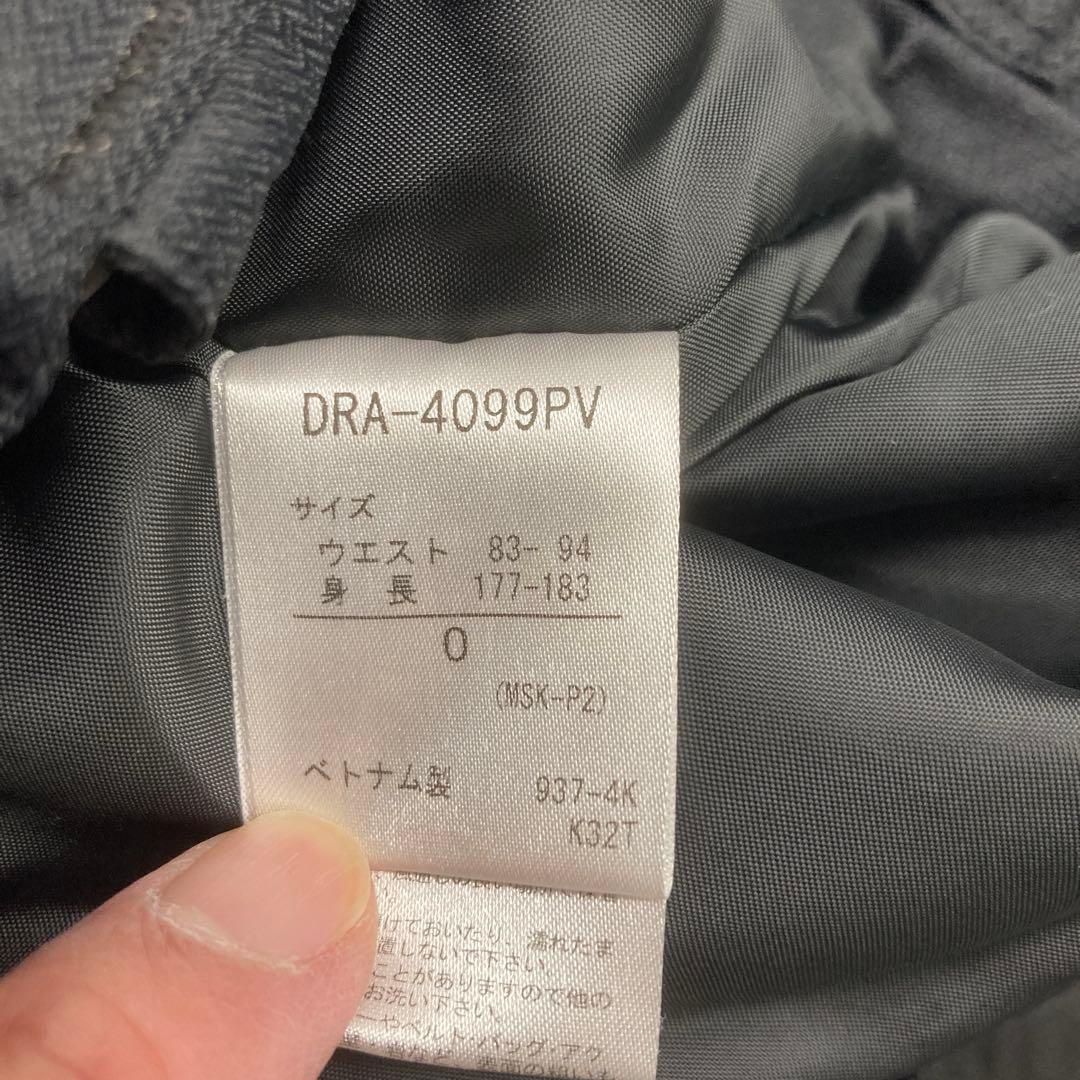 DRA-4099PV
サイズ
ウエスト 83- 94
身 長 177-183
O
(MSK-P2)
ベトナム製 937-4K
K32T
けておいたり、濡れたま
直しないで下さい。
ことがありますので他の
お洗い下さい。
ーやベルト・バッグ・アク